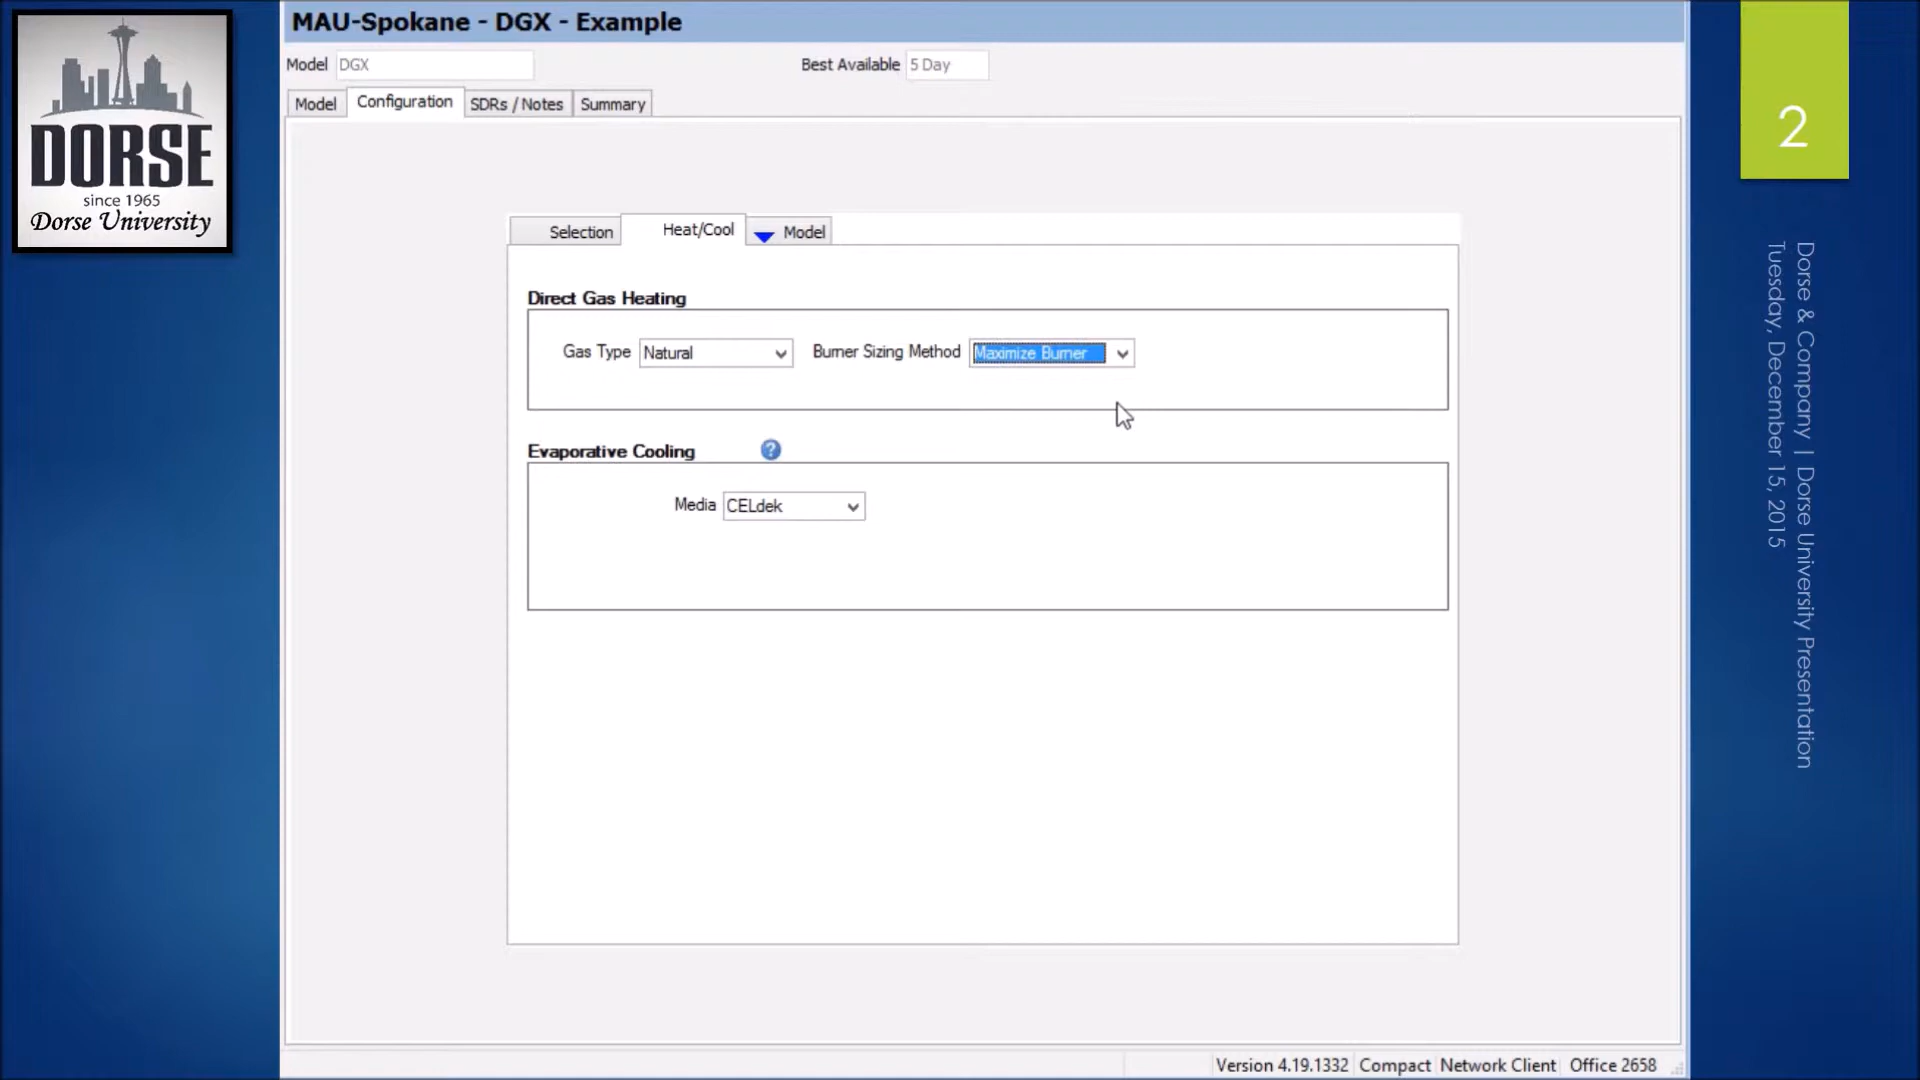 DORSE
since 1965
Dorse University
MAU-Spokane - DGX - Example
Model DGX Best Available 5 Day
Model Configuration SDRs / Notes Summary
Selection Heat/Cool Model
Direct Gas Heating
Gas Type Natural Burner Sizing Method Maximize Burner
Evaporative Cooling ?
Media CELdek
Version 4.19.1332 Compact Network Client Office 2658
2
Dorse & Company | Dorse University Presentation
Tuesday, December 15, 2015